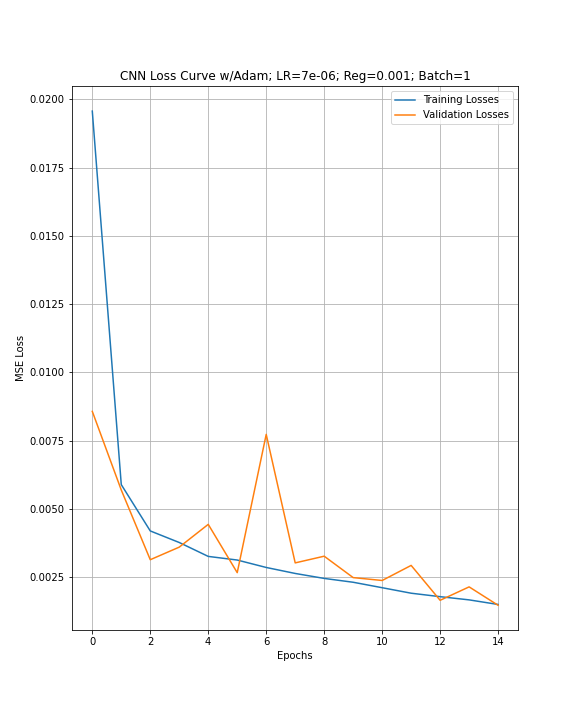 CNN Loss Curve w/Adam; LR=7e-06; Reg=0.001; Batch=1
Training Losses
Validation Losses
0.0200
0.0175
0.0150
0.0125
0.0100
0.0075
0.0050
0.0025
MSE Loss
0 2 4 6 8 10 12 14
Epochs